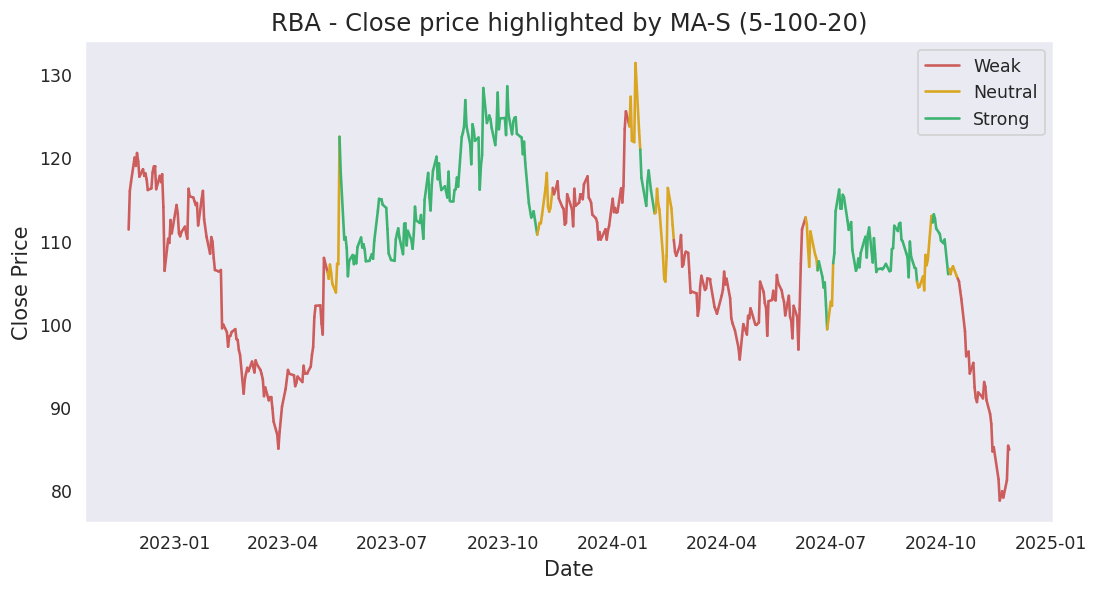 RBA - Close price highlighted by MA-S (5-100-20)
Weak
Neutral
Strong
130
120
110
100
90
80
Close Price
2023-01
2023-04
2023-07
2023-10
2024-01
2024-04
2024-07
2024-10
2025-01
Date